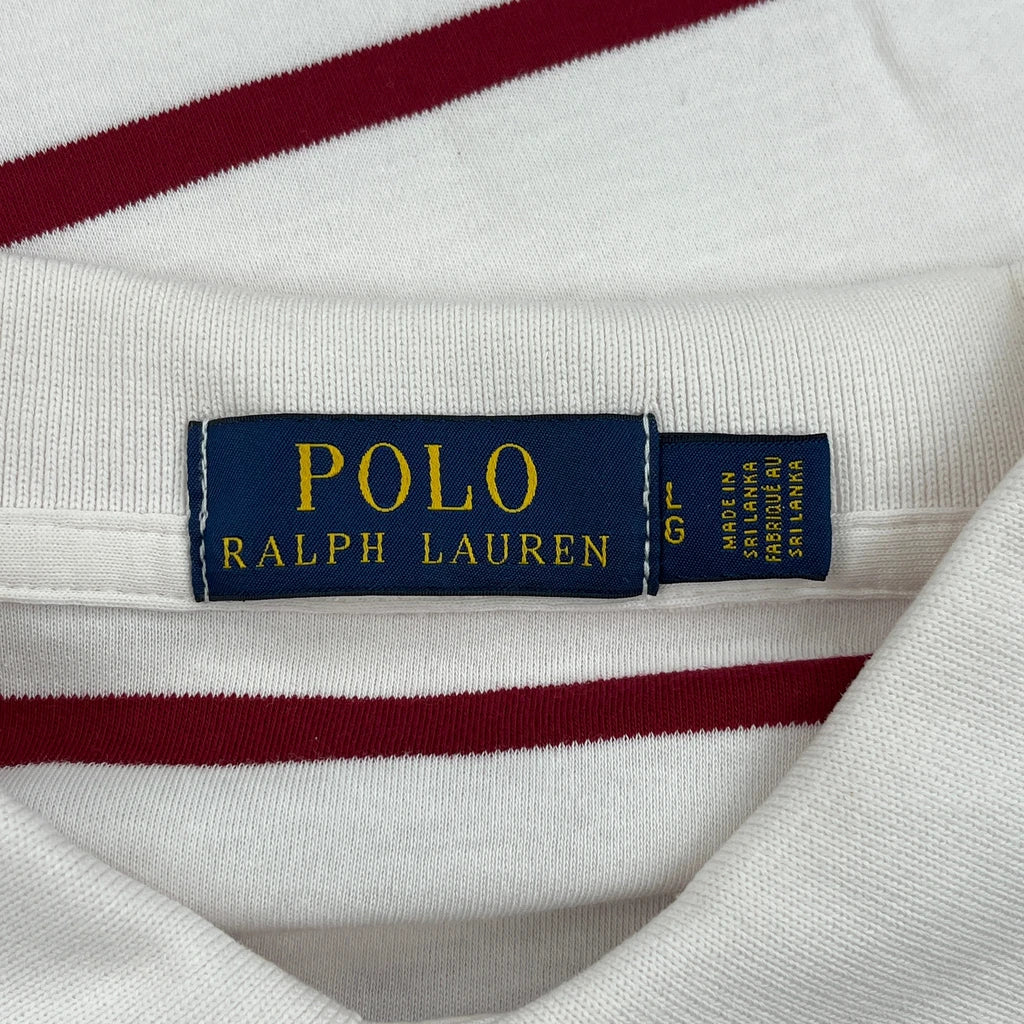 POLO
RALPH LAUREN
L
G
MADE IN
SRI LANKA
FABRIQUÉ AU
SRI LANKA